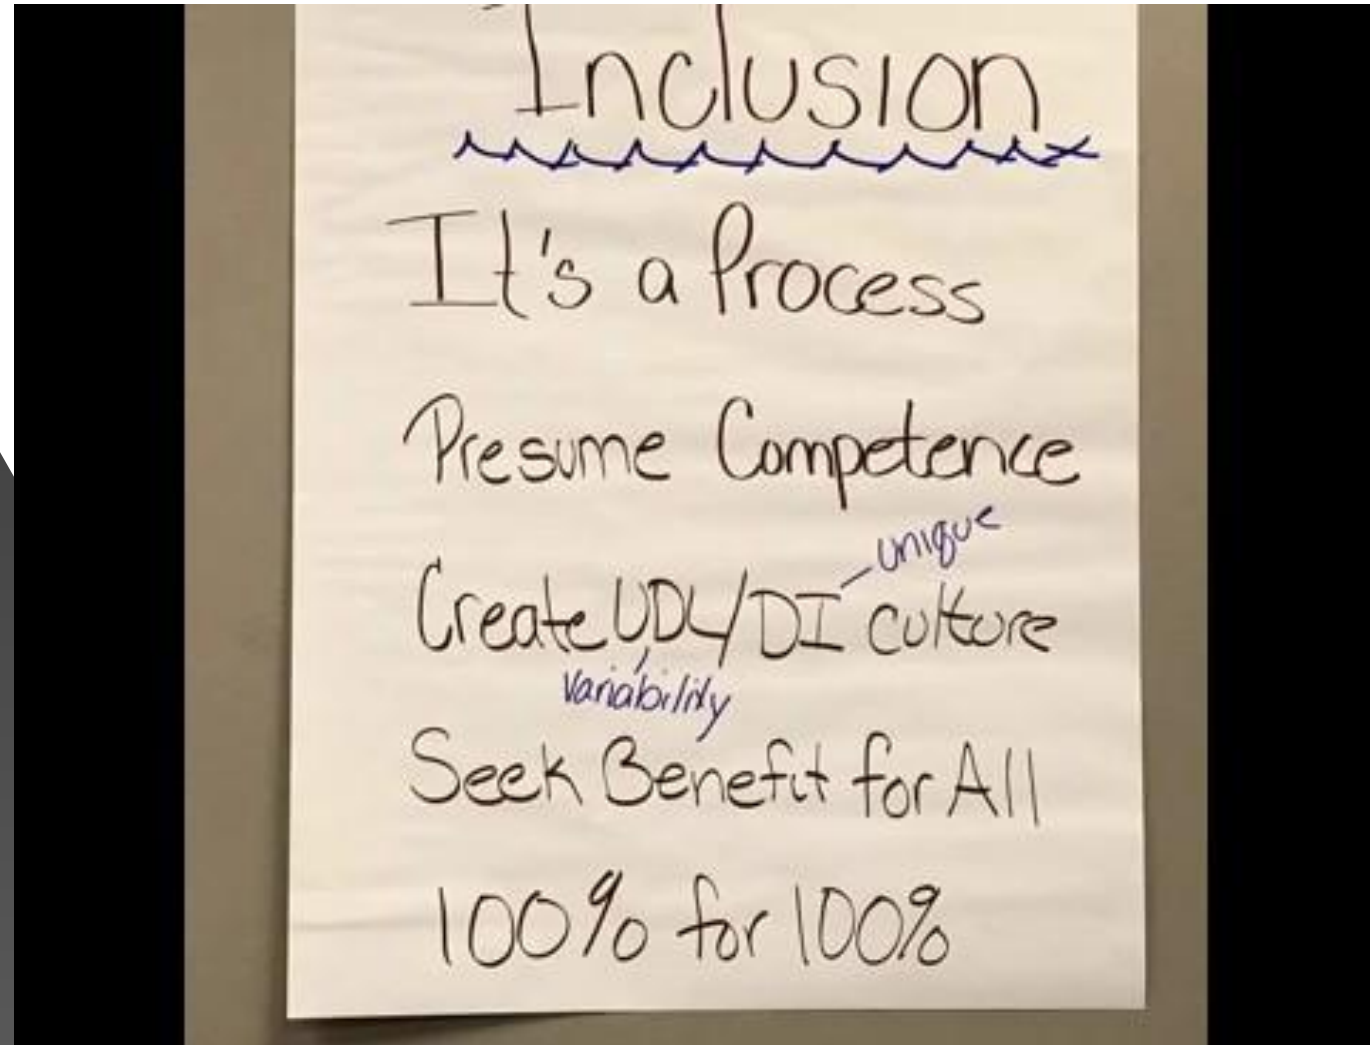 Inclusion
It's a Process
Presume Competence
unique
Create UDL/DI culture
variability
Seek Benefit for All
100% for 100%